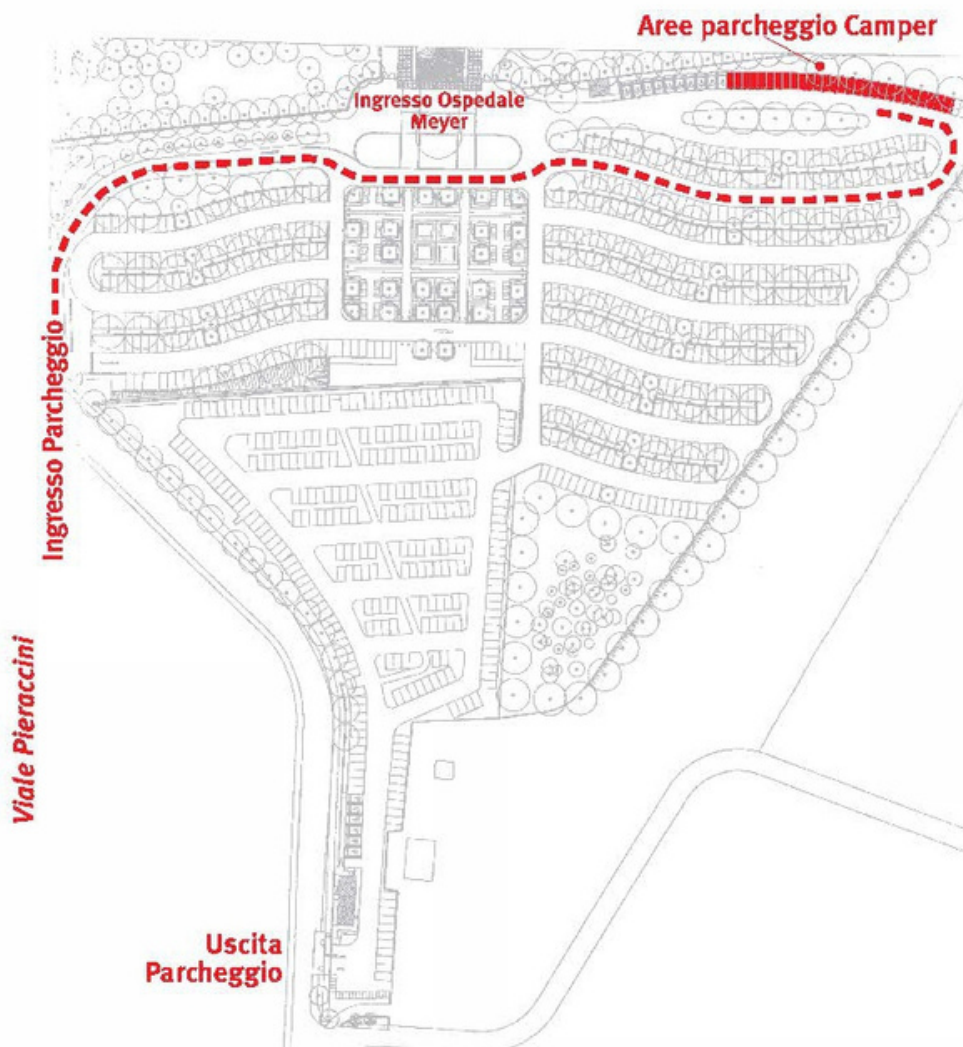 Aree parcheggio Camper
Ingresso Ospedale
Meyer
Ingresso Parcheggio
Viale Pieraccini
Uscita
Parcheggio